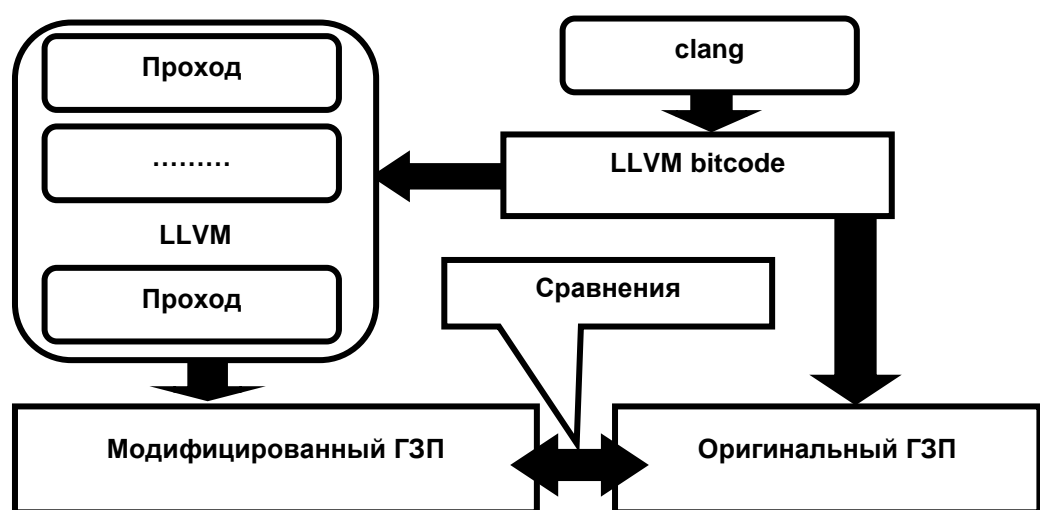 Проход
………
LLVM
Проход
clang
LLVM bitcode
Сравнения
Модифицированный ГЗП
Оригинальный ГЗП